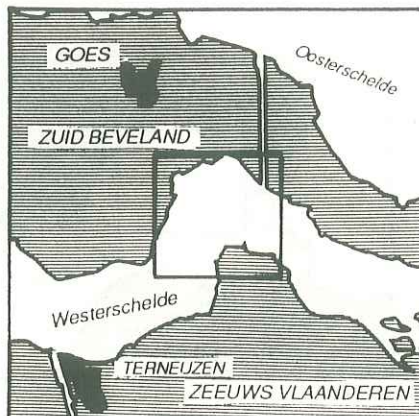 GOES
Oosterschelde
ZUID BEVELAND
Westerschelde
TERNEUZEN
ZEEUWS VLAANDEREN